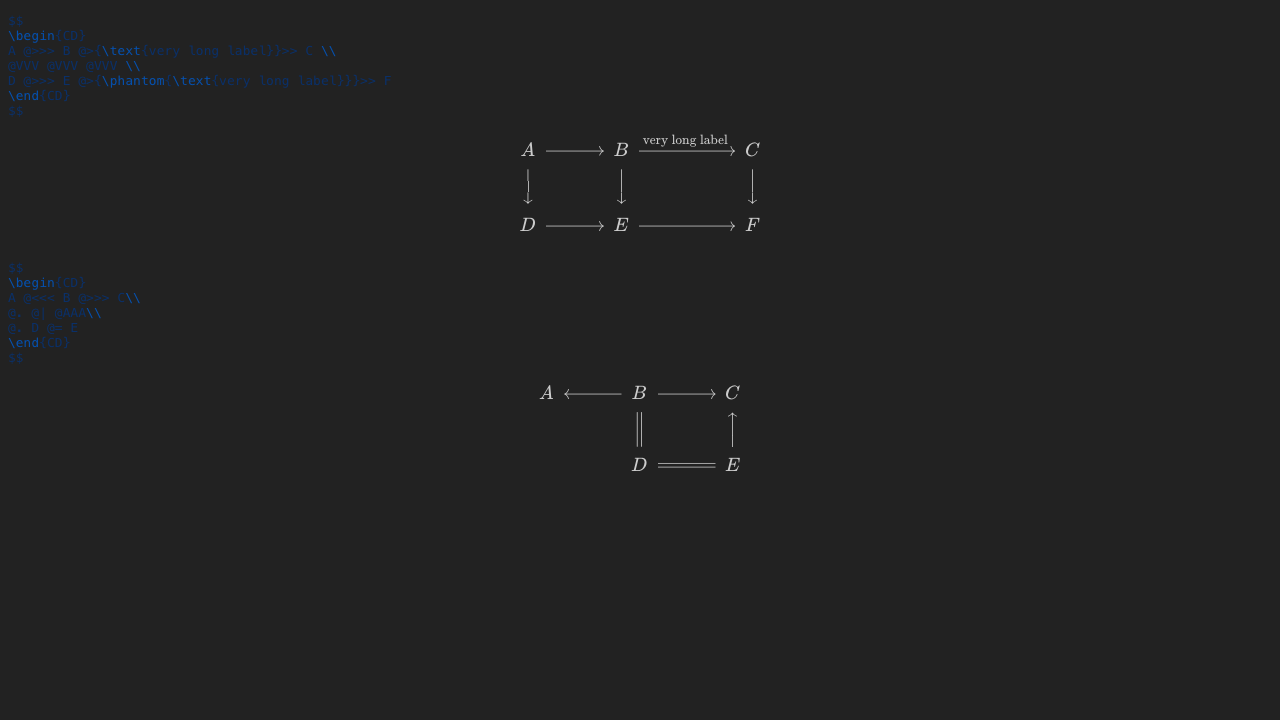 $$
\begin{CD}
A @>>> B @>{\text{very long label}}>> C \\
@VVV @VVV @VVV \\
D @>>> E @>{\phantom{\text{very long label}}}>> F
\end{CD}
$$
very long label
A B C
D E F
$$
\begin{CD}
A @<<< B @>>> C\\
@. @| @AAA\\
@. D @= E
\end{CD}
$$
A B C
D E